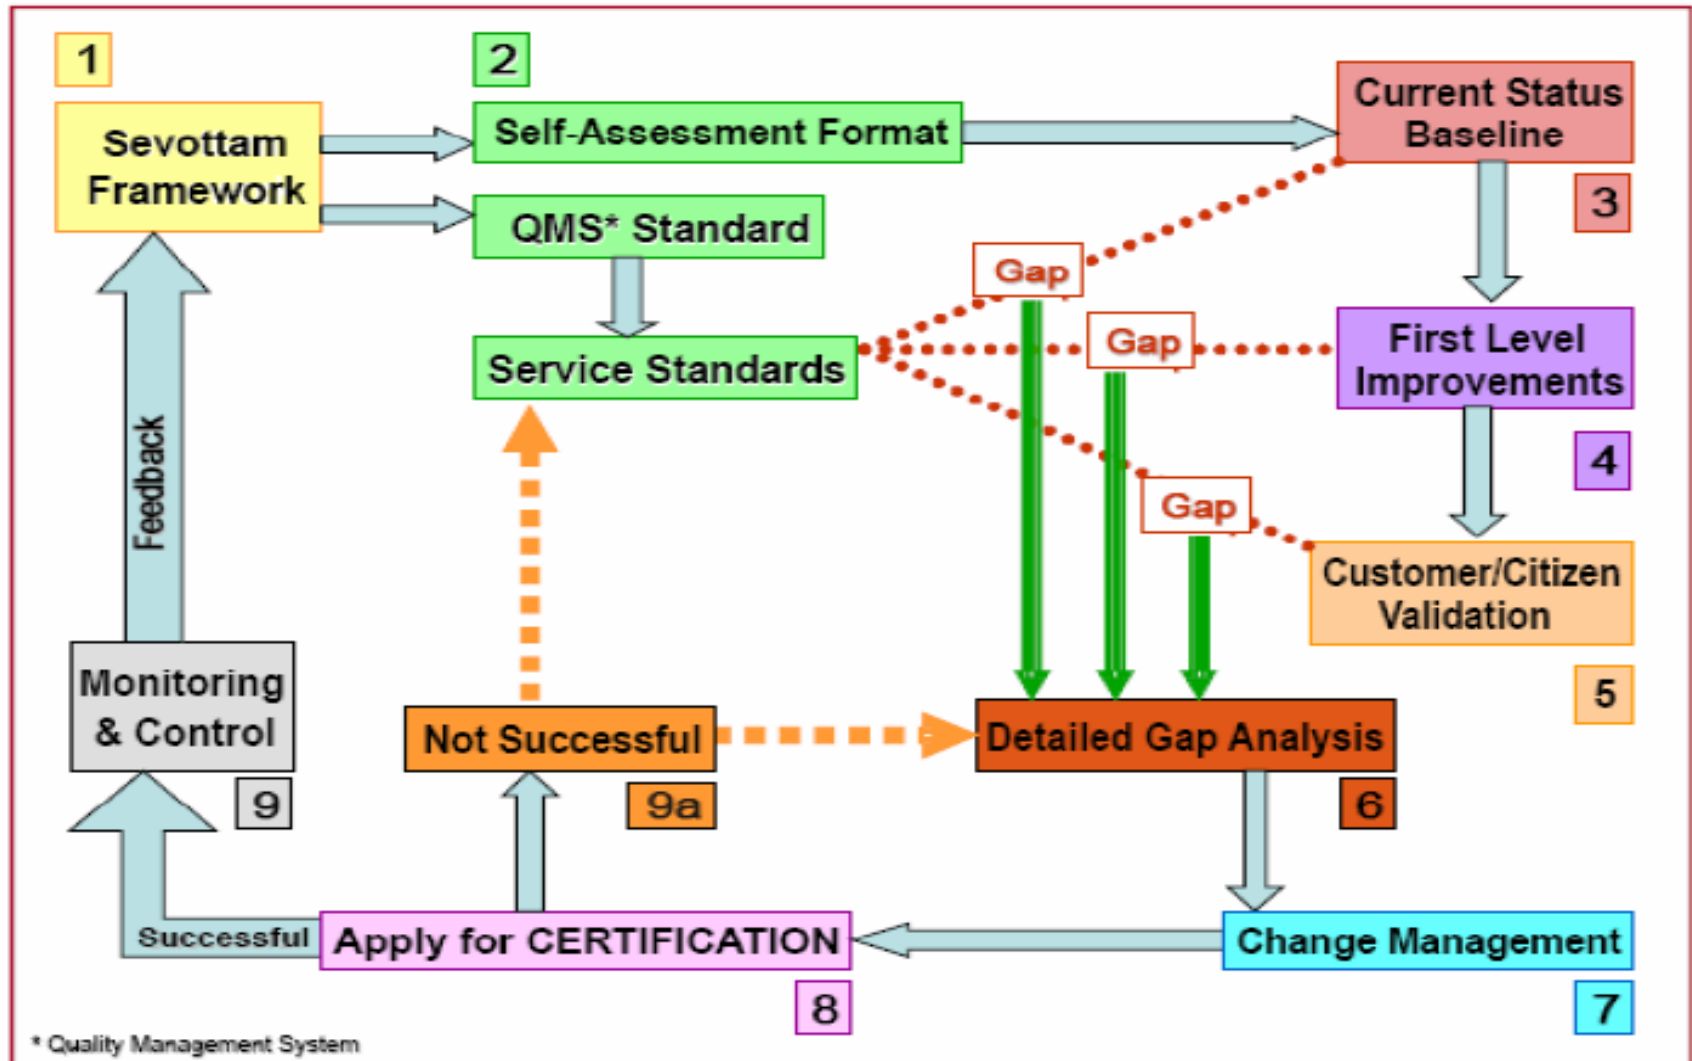 1
Sevottam
Framework
2
Self-Assessment Format
QMS* Standard
Service Standards
Current Status
Baseline
3
Gap
Gap
Gap
First Level
Improvements
4
Customer/Citizen
Validation
5
Feedback
Monitoring
& Control
9
Not Successful
9a
Detailed Gap Analysis
6
Successful
Apply for CERTIFICATION
8
Change Management
7
* Quality Management System